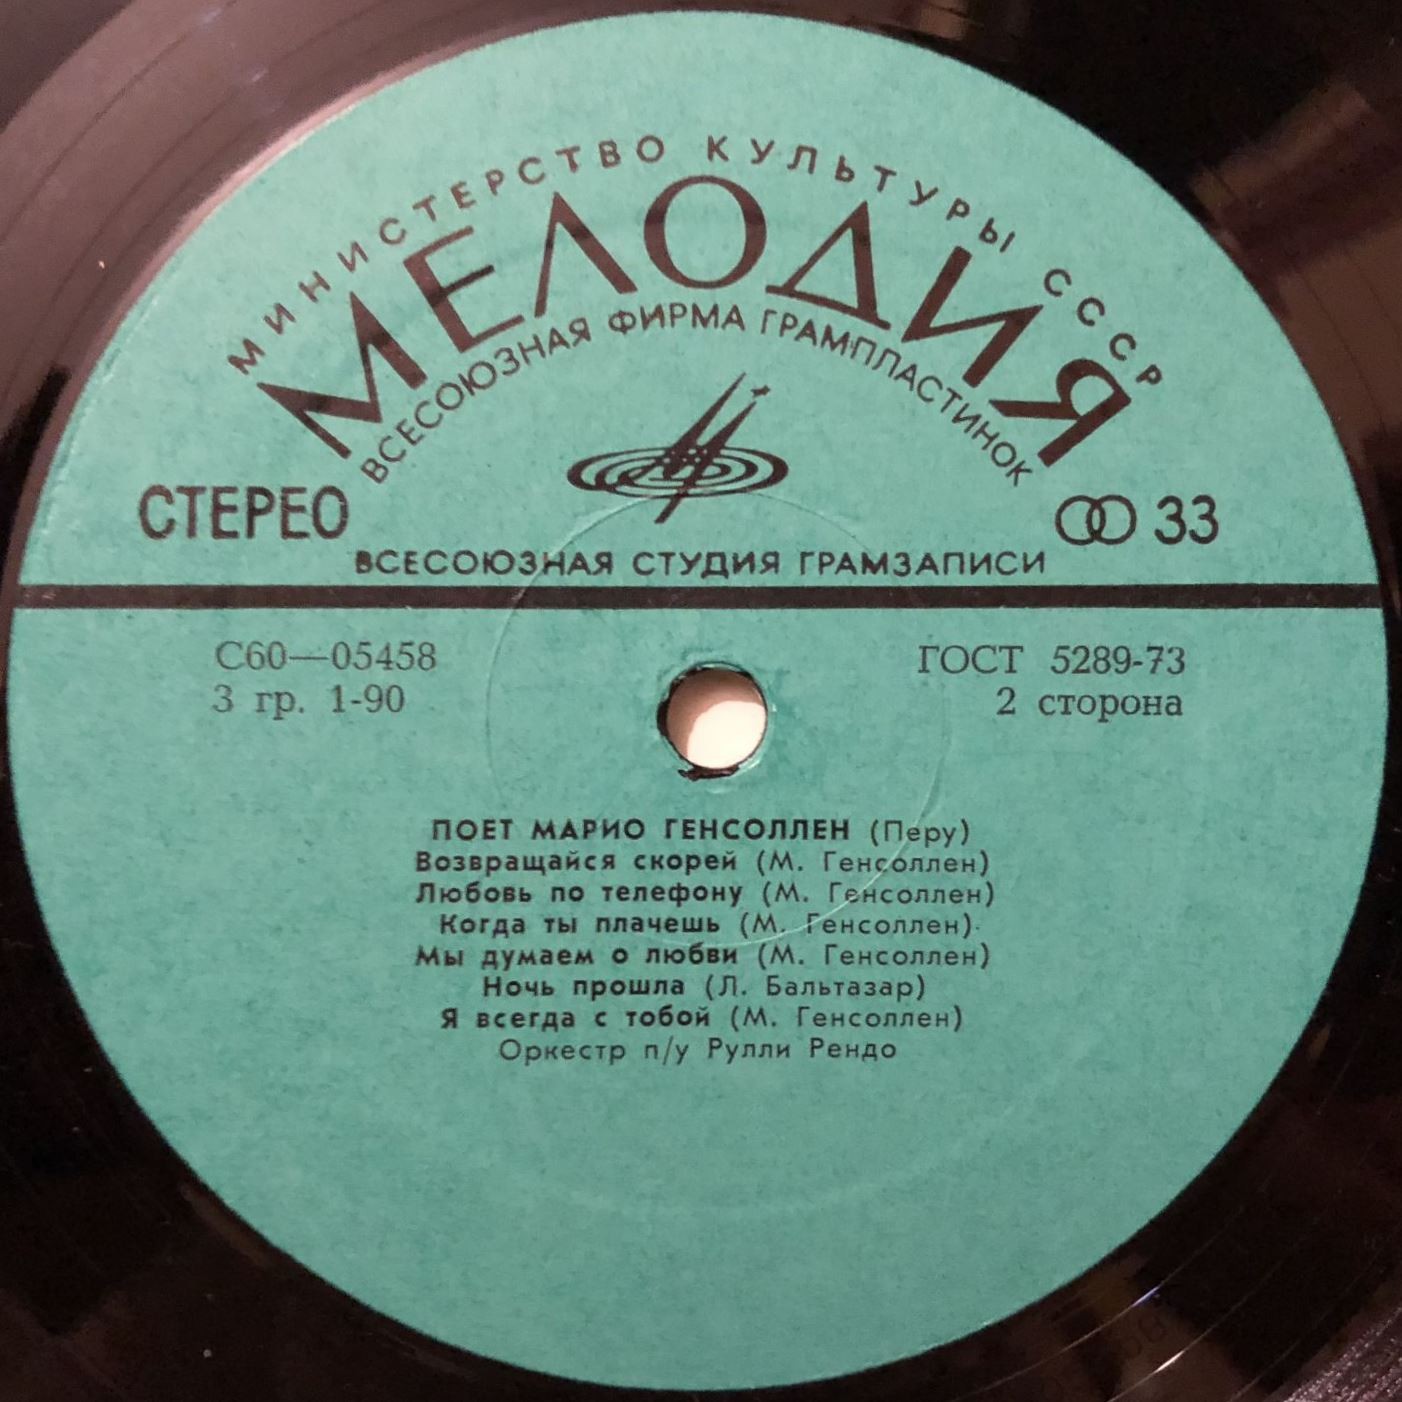 МИНИСТЕРСТВО КУЛЬТУРЫ СССР
МЕЛОДИЯ
ВСЕСОЮЗНАЯ ФИРМА ГРАМПЛАСТИНОК
СТЕРЕО
33
ВСЕСОЮЗНАЯ СТУДИЯ ГРАМЗАПИСИ
С60—05458
ГОСТ 5289-73
3 гр. 1-90
2 сторона
ПОЕТ МАРИО ГЕНСОЛЛЕН (Перу)
Возвращайся скорей (М. Генсоллен)
Любовь по телефону (М. Генсоллен)
Когда ты плачешь (М. Генсоллен)
Мы думаем о любви (М. Генсоллен)
Ночь прошла (Л. Бальтазар)
Я всегда с тобой (М. Генсоллен)
Оркестр п/у Рулли Рендо